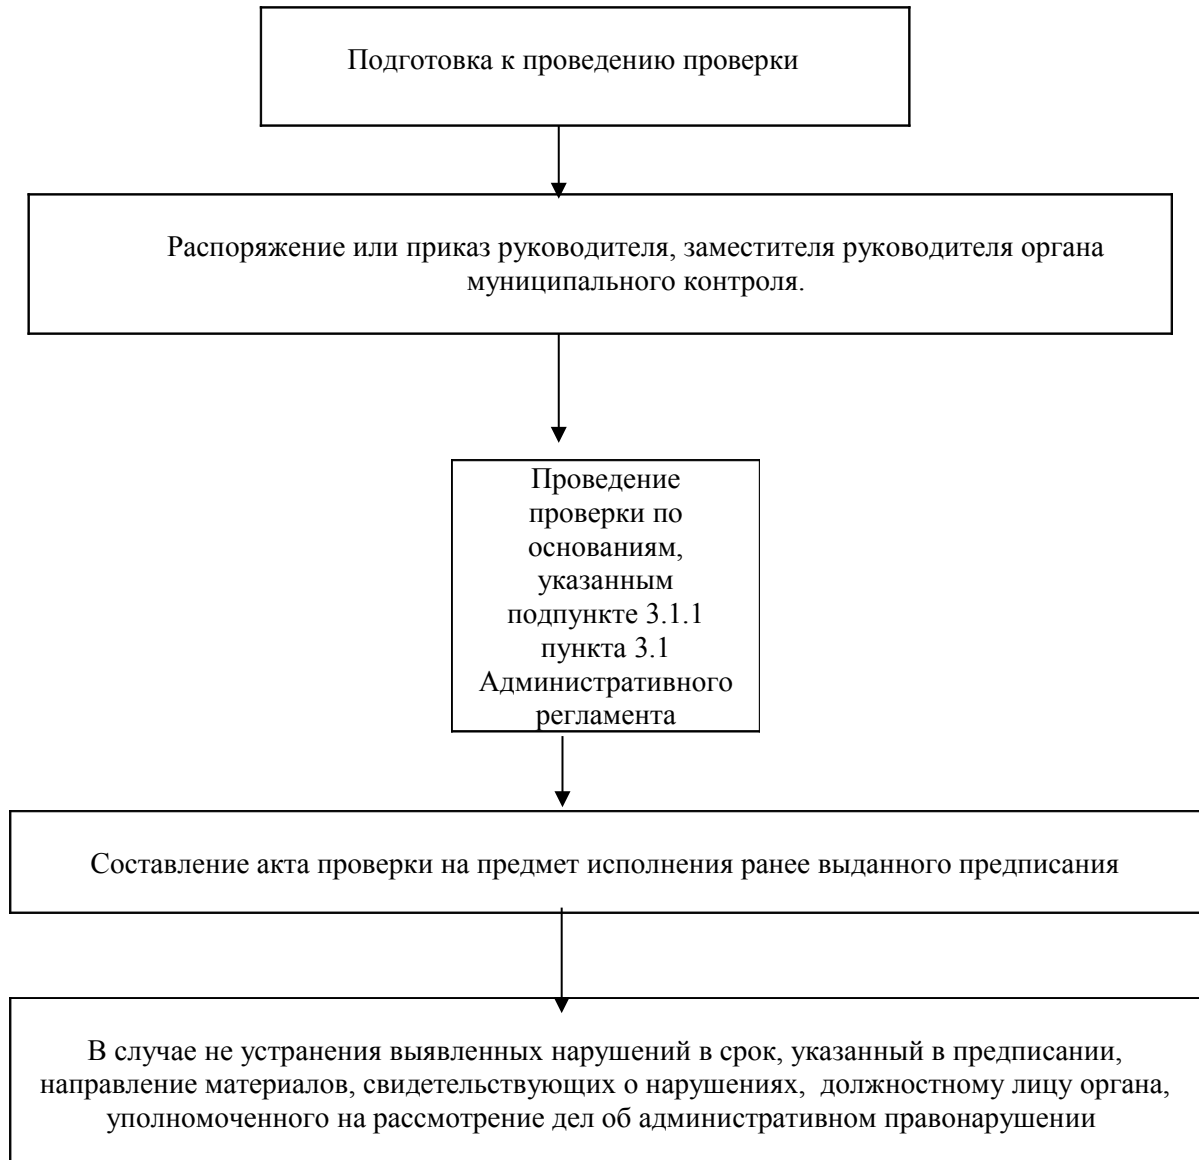 Подготовка к проведению проверки
Распоряжение или приказ руководителя, заместителя руководителя органа
муниципального контроля.
Проведение
проверки по
основаниям,
указанным
подпункте 3.1.1
пункта 3.1
Административного
регламента
Составление акта проверки на предмет исполнения ранее выданного предписания
В случае не устранения выявленных нарушений в срок, указанный в предписании,
направление материалов, свидетельствующих о нарушениях, должностному лицу органа,
уполномоченного на рассмотрение дел об административном правонарушении